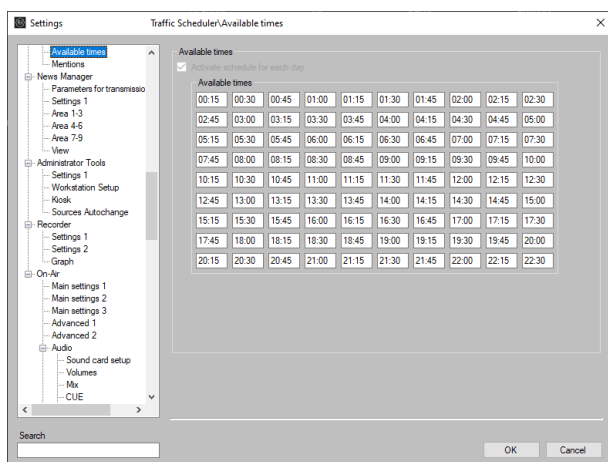 Settings
Traffic Scheduler\Available times
Available times
Mentions
News Manager
Parameters for transmissio
Settings 1
Area 1-3
Area 4-6
Area 7-9
View
Administrator Tools
Settings 1
Workstation Setup
Kiosk
Sources Autochange
Recorder
Settings 1
Settings 2
Graph
On-Air
Main settings 1
Main settings 2
Main settings 3
Advanced 1
Advanced 2
Audio
Sound card setup
Volumes
Mix
CUE
Search
Available times
Activate schedule for each day
Available times
00:15 00:30 00:45 01:00 01:15 01:30 01:45 02:00 02:15 02:30
02:45 03:00 03:15 03:30 03:45 04:00 04:15 04:30 04:45 05:00
05:15 05:30 05:45 06:00 06:15 06:30 06:45 07:00 07:15 07:30
07:45 08:00 08:15 08:30 08:45 09:00 09:15 09:30 09:45 10:00
10:15 10:30 10:45 11:00 11:15 11:30 11:45 12:00 12:15 12:30
12:45 13:00 13:15 13:30 13:45 14:00 14:15 14:30 14:45 15:00
15:15 15:30 15:45 16:00 16:15 16:30 16:45 17:00 17:15 17:30
17:45 18:00 18:15 18:30 18:45 19:00 19:15 19:30 19:45 20:00
20:15 20:30 20:45 21:00 21:15 21:30 21:45 22:00 22:15 22:30
OK
Cancel